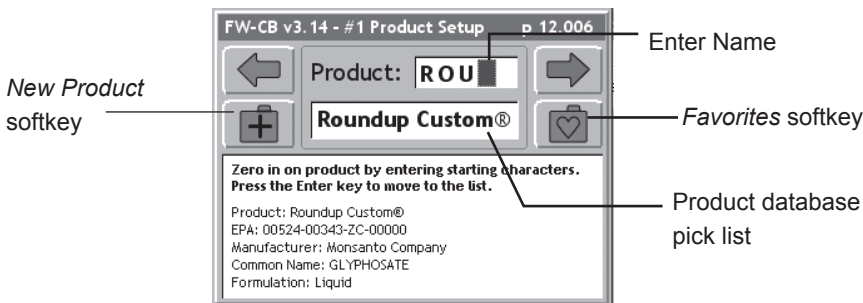 FW-CB v3.14 - #1 Product Setup p 12.006
Enter Name
Product: ROU
New Product
softkey
Roundup Custom®
Favorites softkey
Zero in on product by entering starting characters.
Press the Enter key to move to the list.
Product: Roundup Custom®
EPA: 00524-00343-ZC-00000
Manufacturer: Monsanto Company
Common Name: GLYPHOSATE
Formulation: Liquid
Product database
pick list